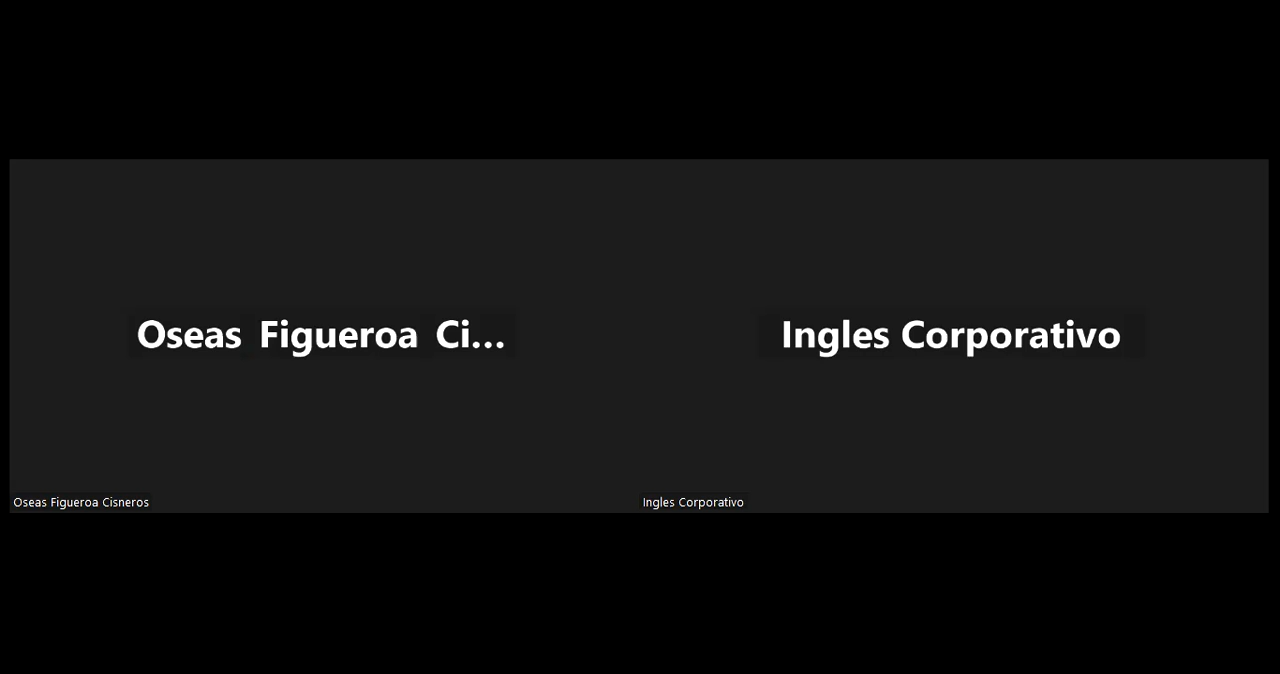 Oseas Figueroa Ci...
Ingles Corporativo
Oseas Figueroa Cisneros
Ingles Corporativo